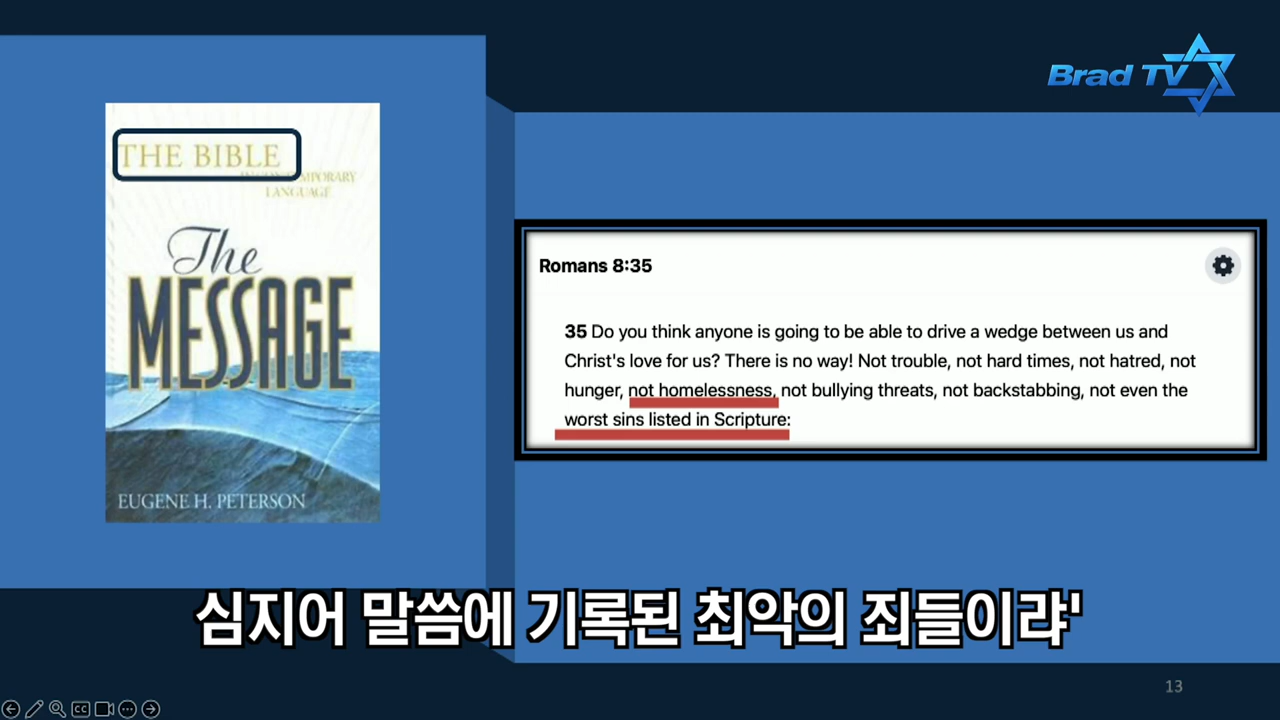 Brad TV
THE BIBLE
IN CONTEMPORARY
LANGUAGE
The
MESSAGE
EUGENE H. PETERSON
Romans 8:35
35 Do you think anyone is going to be able to drive a wedge between us and
Christ's love for us? There is no way! Not trouble, not hard times, not hatred, not
hunger, not homelessness, not bullying threats, not backstabbing, not even the
worst sins listed in Scripture:
심지어 말씀에 기록된 최악의 죄들이랴'
13
CC